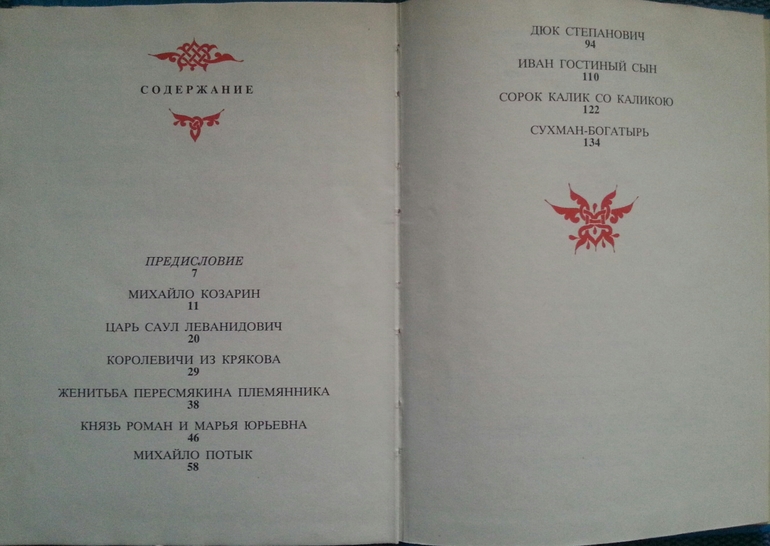 СОДЕРЖАНИЕ
ПРЕДИСЛОВИЕ
7
МИХАЙЛО КОЗАРИН
11
ЦАРЬ САУЛ ЛЕВАНИДОВИЧ
20
КОРОЛЕВИЧИ ИЗ КРЯКОВА
29
ЖЕНИТЬБА ПЕРЕСМЯКИНА ПЛЕМЯННИКА
38
КНЯЗЬ РОМАН И МАРЬЯ ЮРЬЕВНА
46
МИХАЙЛО ПОТЫК
58
ДЮК СТЕПАНОВИЧ
94
ИВАН ГОСТИНЫЙ СЫН
110
СОРОК КАЛИК СО КАЛИКОЮ
122
СУХМАН-БОГАТЫРЬ
134